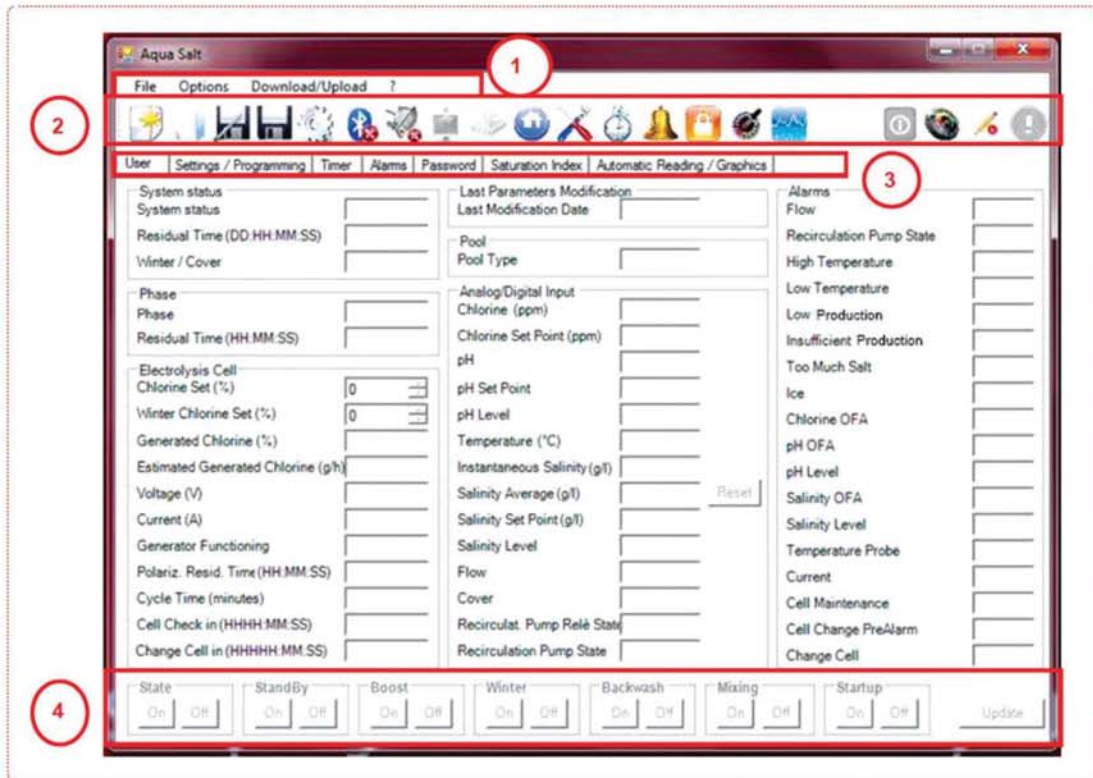 Aqua Salt
1
File Options Download/Upload ?
2
User Settings / Programming Timer Alarms Password Saturation Index Automatic Reading / Graphics
3
System status
System status
Residual Time (DD:HH:MM:SS)
Winter / Cover
Phase
Phase
Residual Time (HH:MM:SS)
Electrolysis Cell
Chlorine Set (%) 0
Winter Chlorine Set (%) 0
Generated Chlorine (%)
Estimated Generated Chlorine (g/h)
Voltage (V)
Current (A)
Generator Functioning
Polariz. Resid. Time (HH:MM:SS)
Cycle Time (minutes)
Cell Check in (HHHH:MM:SS)
Change Cell in (HHHHH:MM:SS)
Last Parameters Modification
Last Modification Date
Pool
Pool Type
Analog/Digital Input
Chlorine (ppm)
Chlorine Set Point (ppm)
pH
pH Set Point
pH Level
Temperature (°C)
Instantaneous Salinity (g/l)
Salinity Average (g/l) Reset
Salinity Set Point (g/l)
Salinity Level
Flow
Cover
Recirculat. Pump Relè State
Recirculation Pump State
Alarms
Flow
Recirculation Pump State
High Temperature
Low Temperature
Low Production
Insufficient Production
Too Much Salt
Ice
Chlorine OFA
pH OFA
pH Level
Salinity OFA
Salinity Level
Temperature Probe
Current
Cell Maintenance
Cell Change PreAlarm
Change Cell
4
State StandBy Boost Winter Backwash Mixing Startup
On Off On Off On Off On Off On Off On Off On Off Update